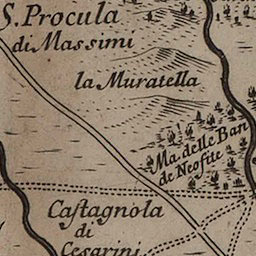 S. Procula
di Massimi
la Muratella
Ma. delle Ban
de Neofite
Castagnola
di
Cesarini